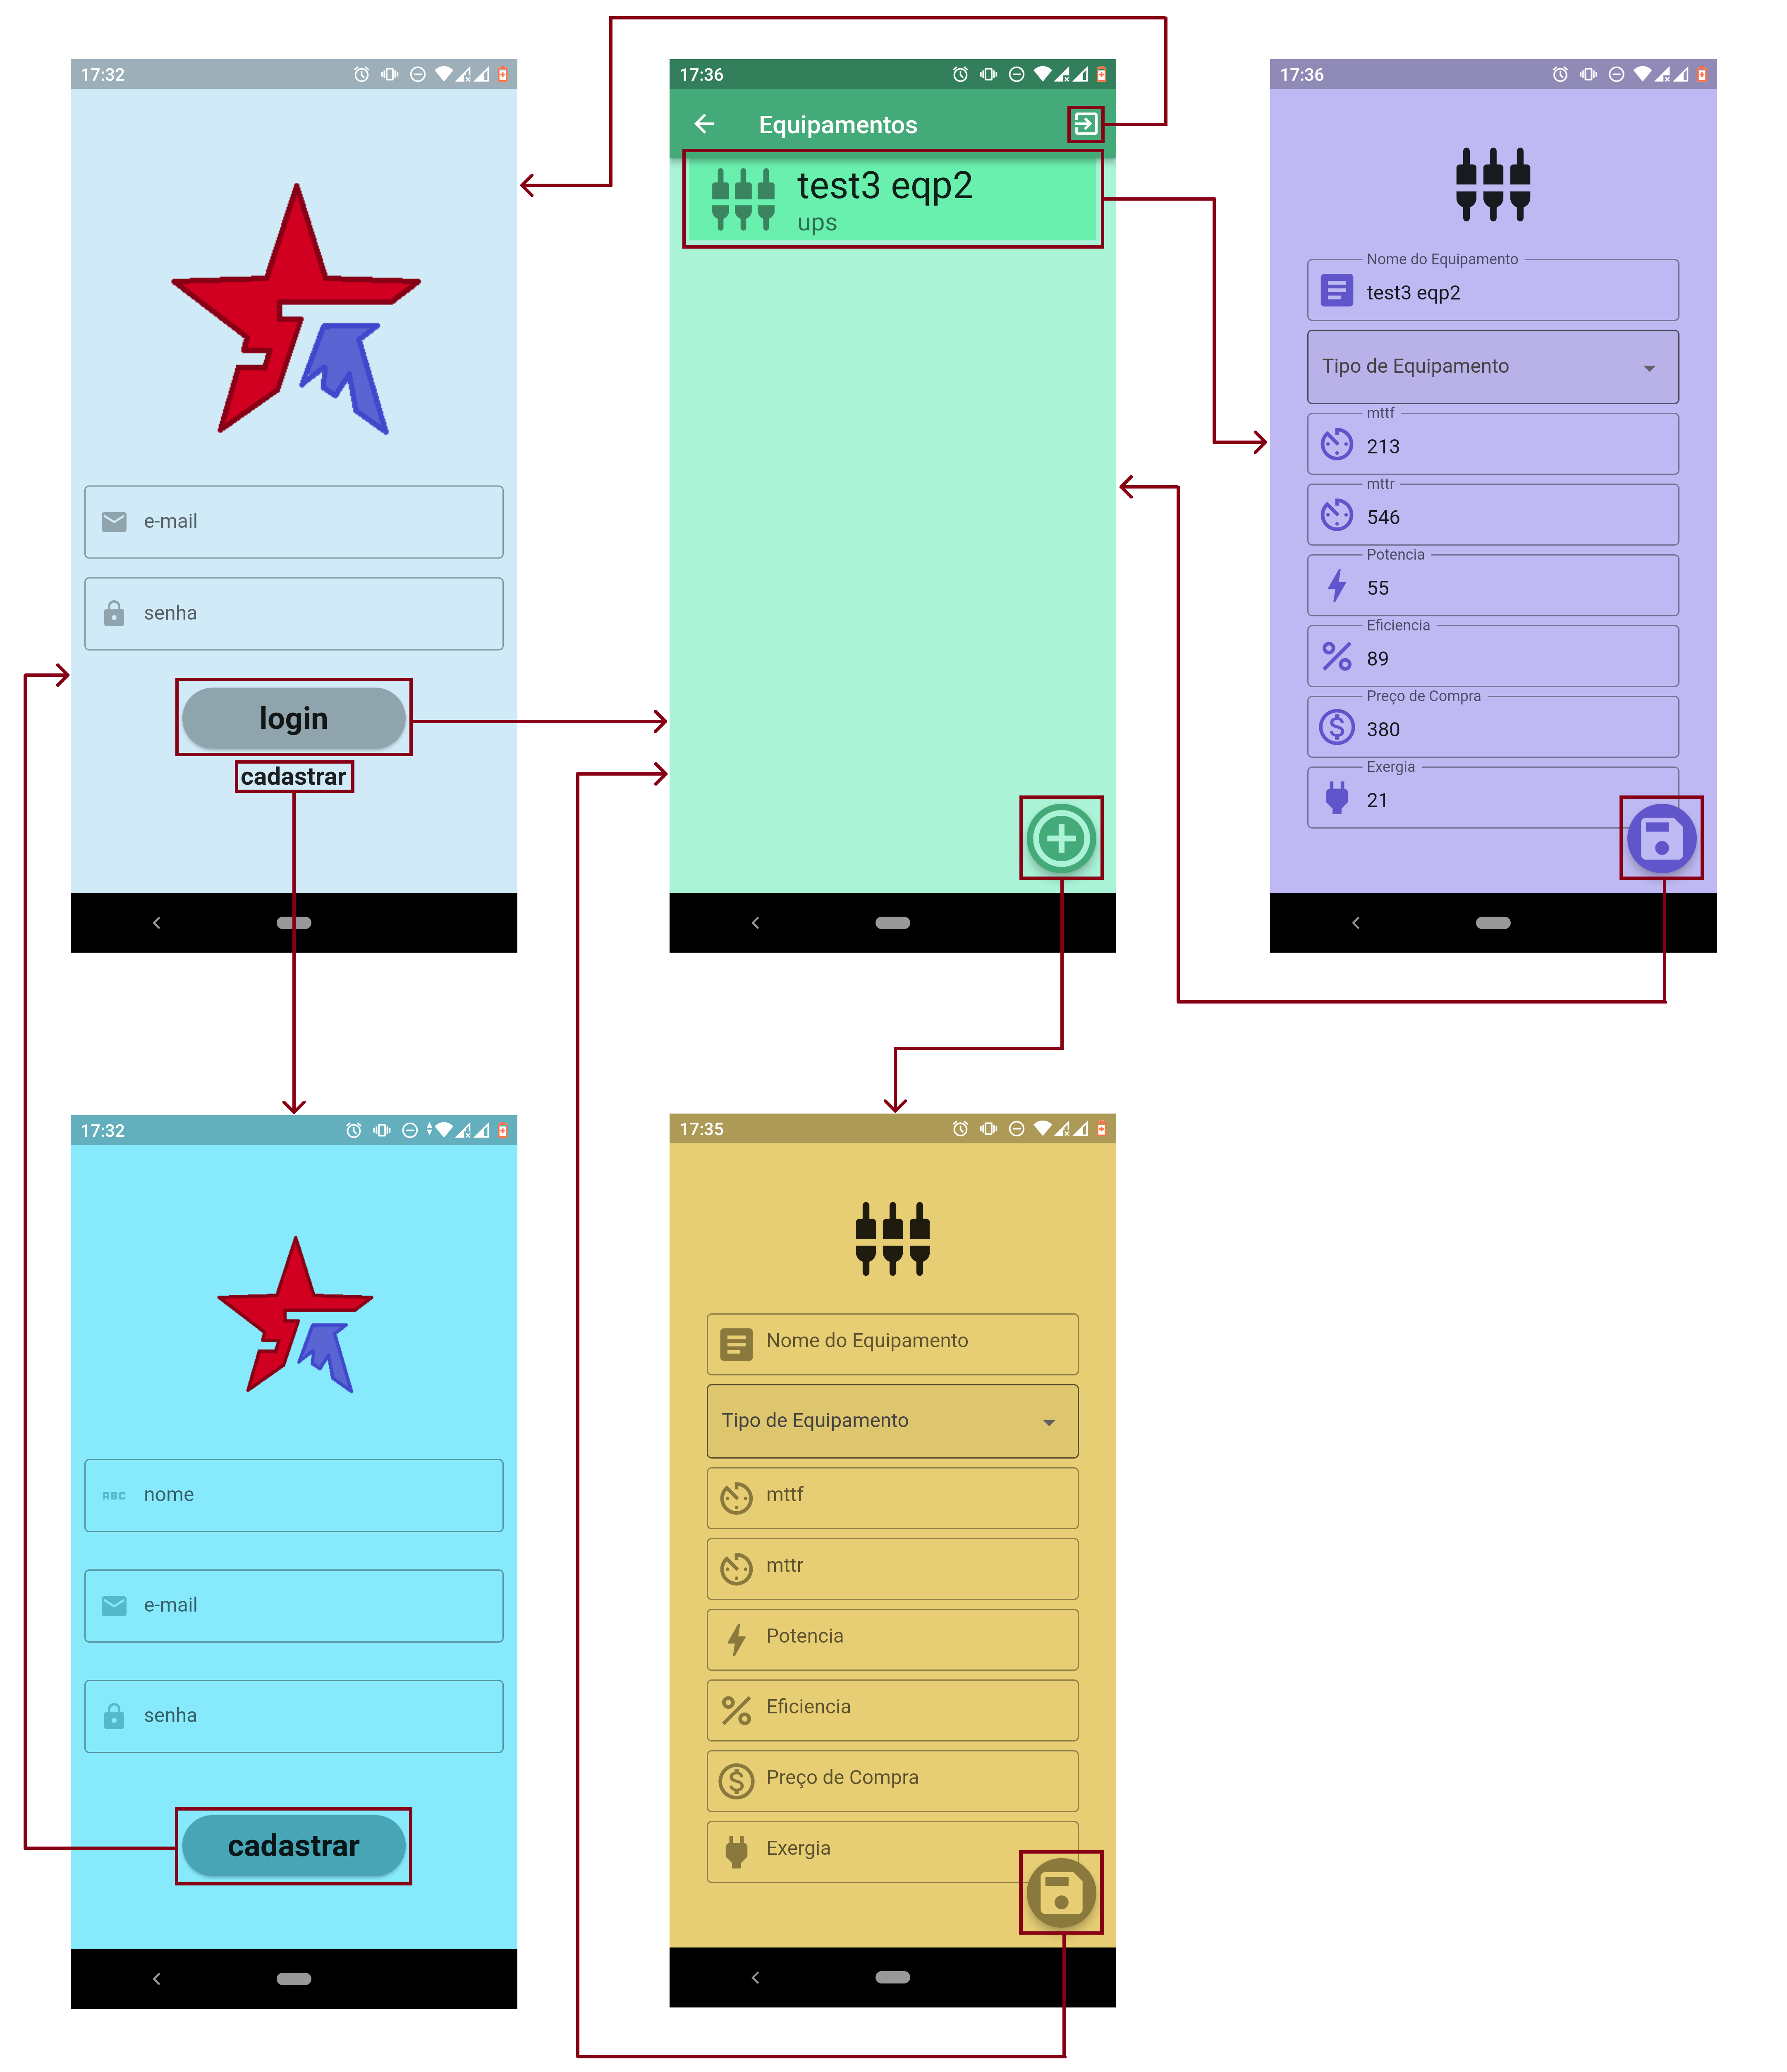 17:32
e-mail
senha
login
cadastrar
17:36
Equipamentos
test3 eqp2
ups
17:36
Nome do Equipamento
test3 eqp2
Tipo de Equipamento
mttf
213
mttr
546
Potencia
55
Eficiencia
89
Preço de Compra
380
Exergia
21
17:32
ABC
nome
e-mail
senha
cadastrar
17:35
Nome do Equipamento
Tipo de Equipamento
mttf
mttr
Potencia
Eficiencia
Preço de Compra
Exergia